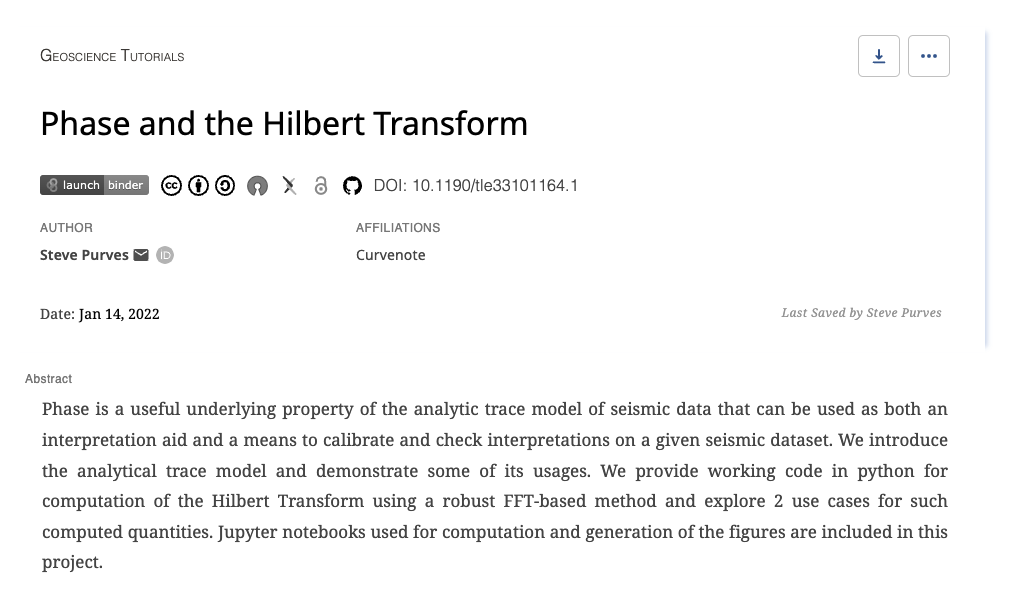 Geoscience Tutorials
Phase and the Hilbert Transform
launch binder cc iD DOI: 10.1190/tle33101164.1
AUTHOR AFFILIATIONS
Steve Purves iD Curvenote
Date: Jan 14, 2022 Last Saved by Steve Purves
Abstract
Phase is a useful underlying property of the analytic trace model of seismic data that can be used as both an
interpretation aid and a means to calibrate and check interpretations on a given seismic dataset. We introduce
the analytical trace model and demonstrate some of its usages. We provide working code in python for
computation of the Hilbert Transform using a robust FFT-based method and explore 2 use cases for such
computed quantities. Jupyter notebooks used for computation and generation of the figures are included in this
project.